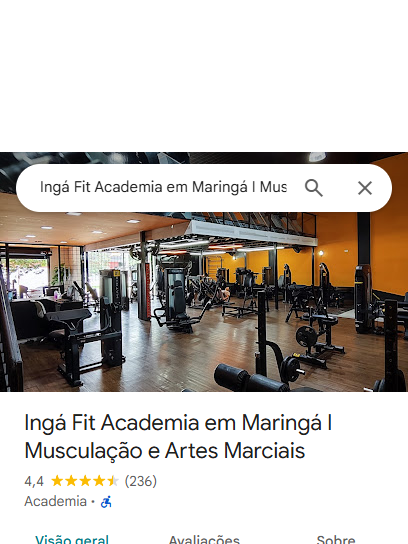 Ingá Fit Academia em Maringá | Mus
Ingá Fit Academia em Maringá |
Musculação e Artes Marciais
4,4 (236)
Academia •
Visão geral Avaliações Sobre